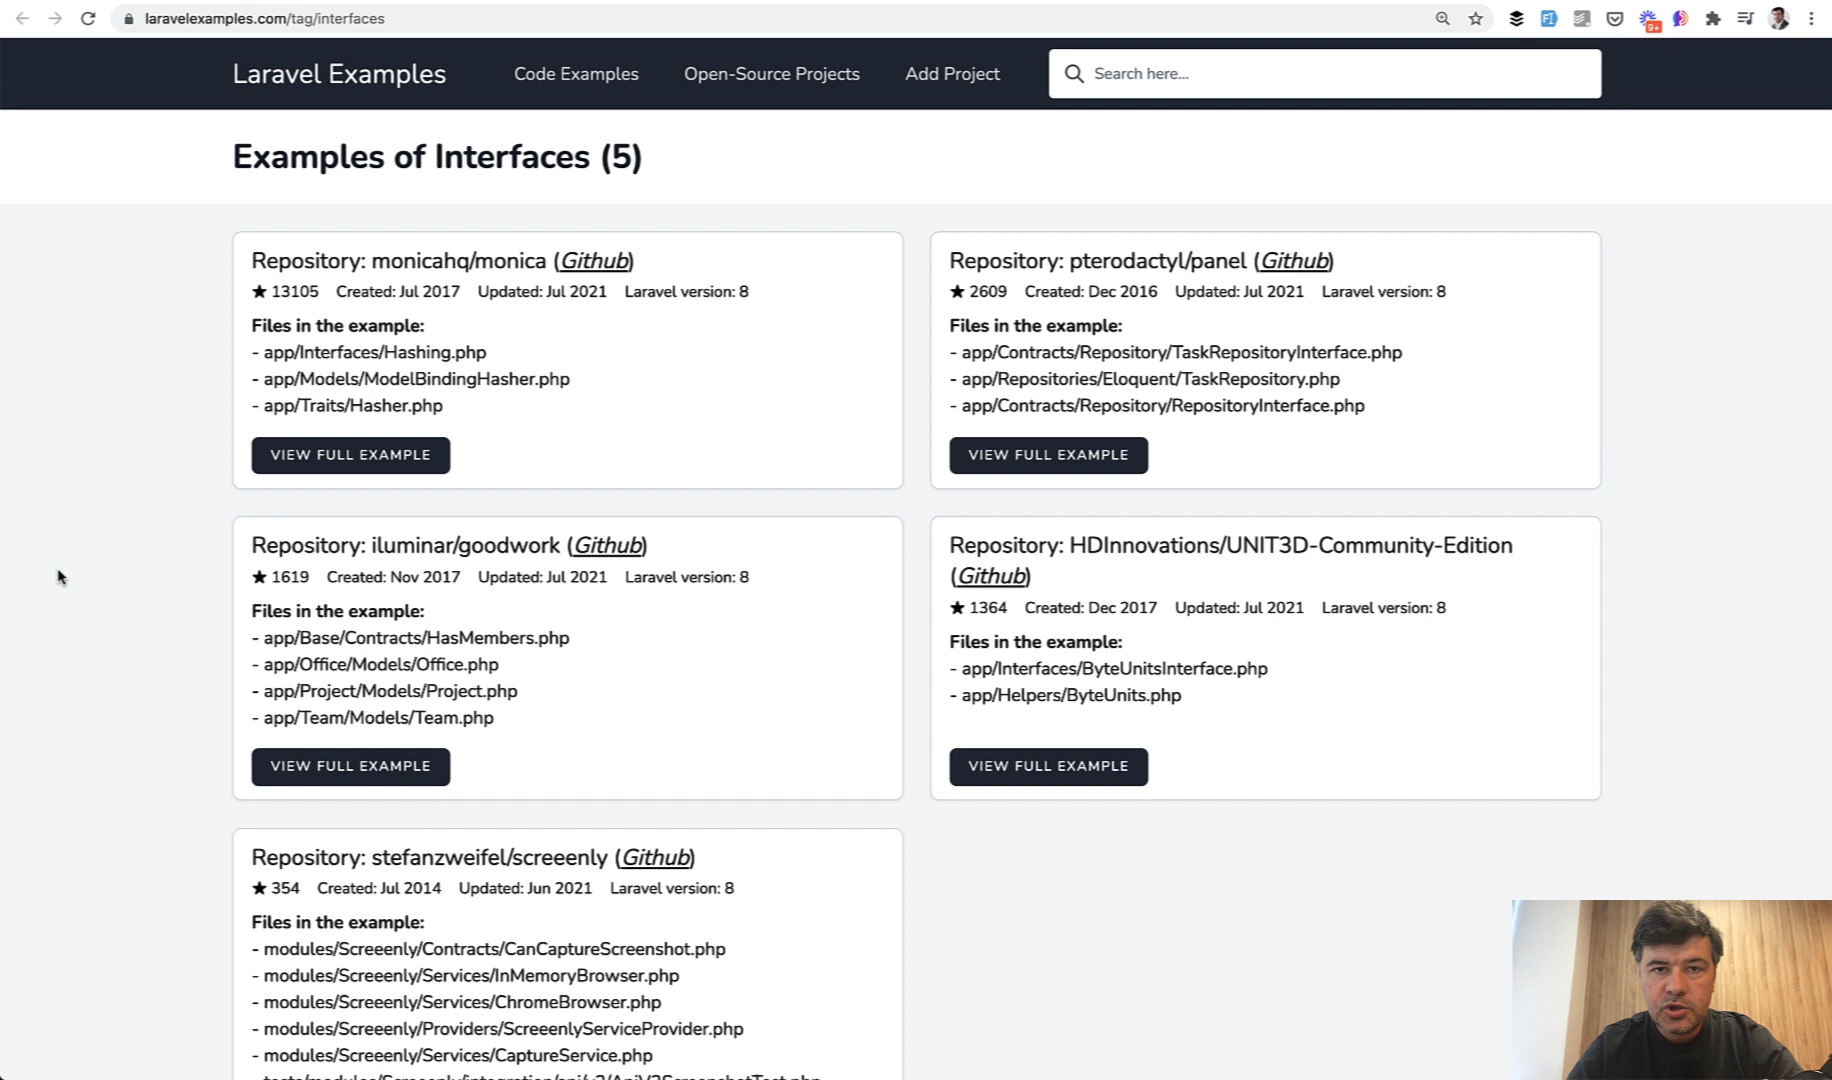 laravelexamples.com/tag/interfaces
9+
Laravel Examples
Code Examples
Open-Source Projects
Add Project
Search here...
Examples of Interfaces (5)
Repository: monicahq/monica (Github)
★ 13105 Created: Jul 2017 Updated: Jul 2021 Laravel version: 8
Files in the example:
- app/Interfaces/Hashing.php
- app/Models/ModelBindingHasher.php
- app/Traits/Hasher.php
VIEW FULL EXAMPLE
Repository: pterodactyl/panel (Github)
★ 2609 Created: Dec 2016 Updated: Jul 2021 Laravel version: 8
Files in the example:
- app/Contracts/Repository/TaskRepositoryInterface.php
- app/Repositories/Eloquent/TaskRepository.php
- app/Contracts/Repository/RepositoryInterface.php
VIEW FULL EXAMPLE
Repository: iluminar/goodwork (Github)
★ 1619 Created: Nov 2017 Updated: Jul 2021 Laravel version: 8
Files in the example:
- app/Base/Contracts/HasMembers.php
- app/Office/Models/Office.php
- app/Project/Models/Project.php
- app/Team/Models/Team.php
VIEW FULL EXAMPLE
Repository: HDInnovations/UNIT3D-Community-Edition
(Github)
★ 1364 Created: Dec 2017 Updated: Jul 2021 Laravel version: 8
Files in the example:
- app/Interfaces/ByteUnitsInterface.php
- app/Helpers/ByteUnits.php
VIEW FULL EXAMPLE
Repository: stefanzweifel/screeenly (Github)
★ 354 Created: Jul 2014 Updated: Jun 2021 Laravel version: 8
Files in the example:
- modules/Screeenly/Contracts/CanCaptureScreenshot.php
- modules/Screeenly/Services/InMemoryBrowser.php
- modules/Screeenly/Services/ChromeBrowser.php
- modules/Screeenly/Providers/ScreeenlyServiceProvider.php
- modules/Screeenly/Services/CaptureService.php